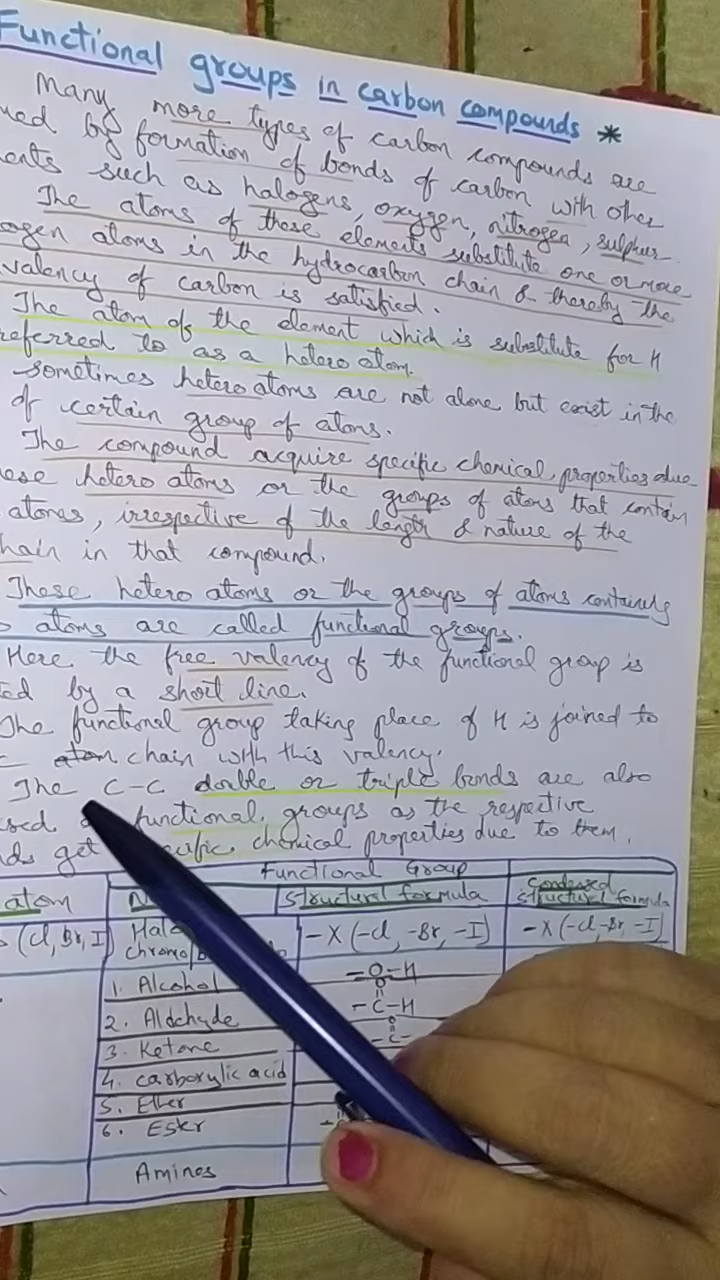 Functional groups in carbon compounds *
Many more types of carbon compounds are
med by formation of bonds of carbon with other
ents such as halogens, oxygen, nitrogen, sulphur
The atoms of these elements substitute one or more
ogen atoms in the hydrocarbon chain & thereby the
valency of carbon is satisfied.
The atom of the element which is substitute for H
referred to as a hetero atom.
sometimes hetero atoms are not alone but exist in the
of certain group of atoms.
The compound acquire specific chemical properties due
hese hetero atoms or the groups of atoms that contain
atoms, irrespective of the length & nature of the
hain in that compound.
These hetero atoms or the groups of atoms containing
atoms are called functional groups.
Here the free valency of the functional group is
ted by a short line.
The functional group taking place of H is joined to
chain with this valency.
The C-C double or triple bonds are also
sed functional groups as the respective
nds get chemical properties due to them.
Functional Group
atom structural formula Condensed structural formula
(Cl, Br, I) Halo -X (-Cl, -Br, -I) -X (-Cl, -Br, -I)
chromo/
1. Alcohol -O-H
2. Aldehyde O -C-H
3. Ketone O -C-
4. Carboxylic acid
5. Ether
6. Ester
Amines